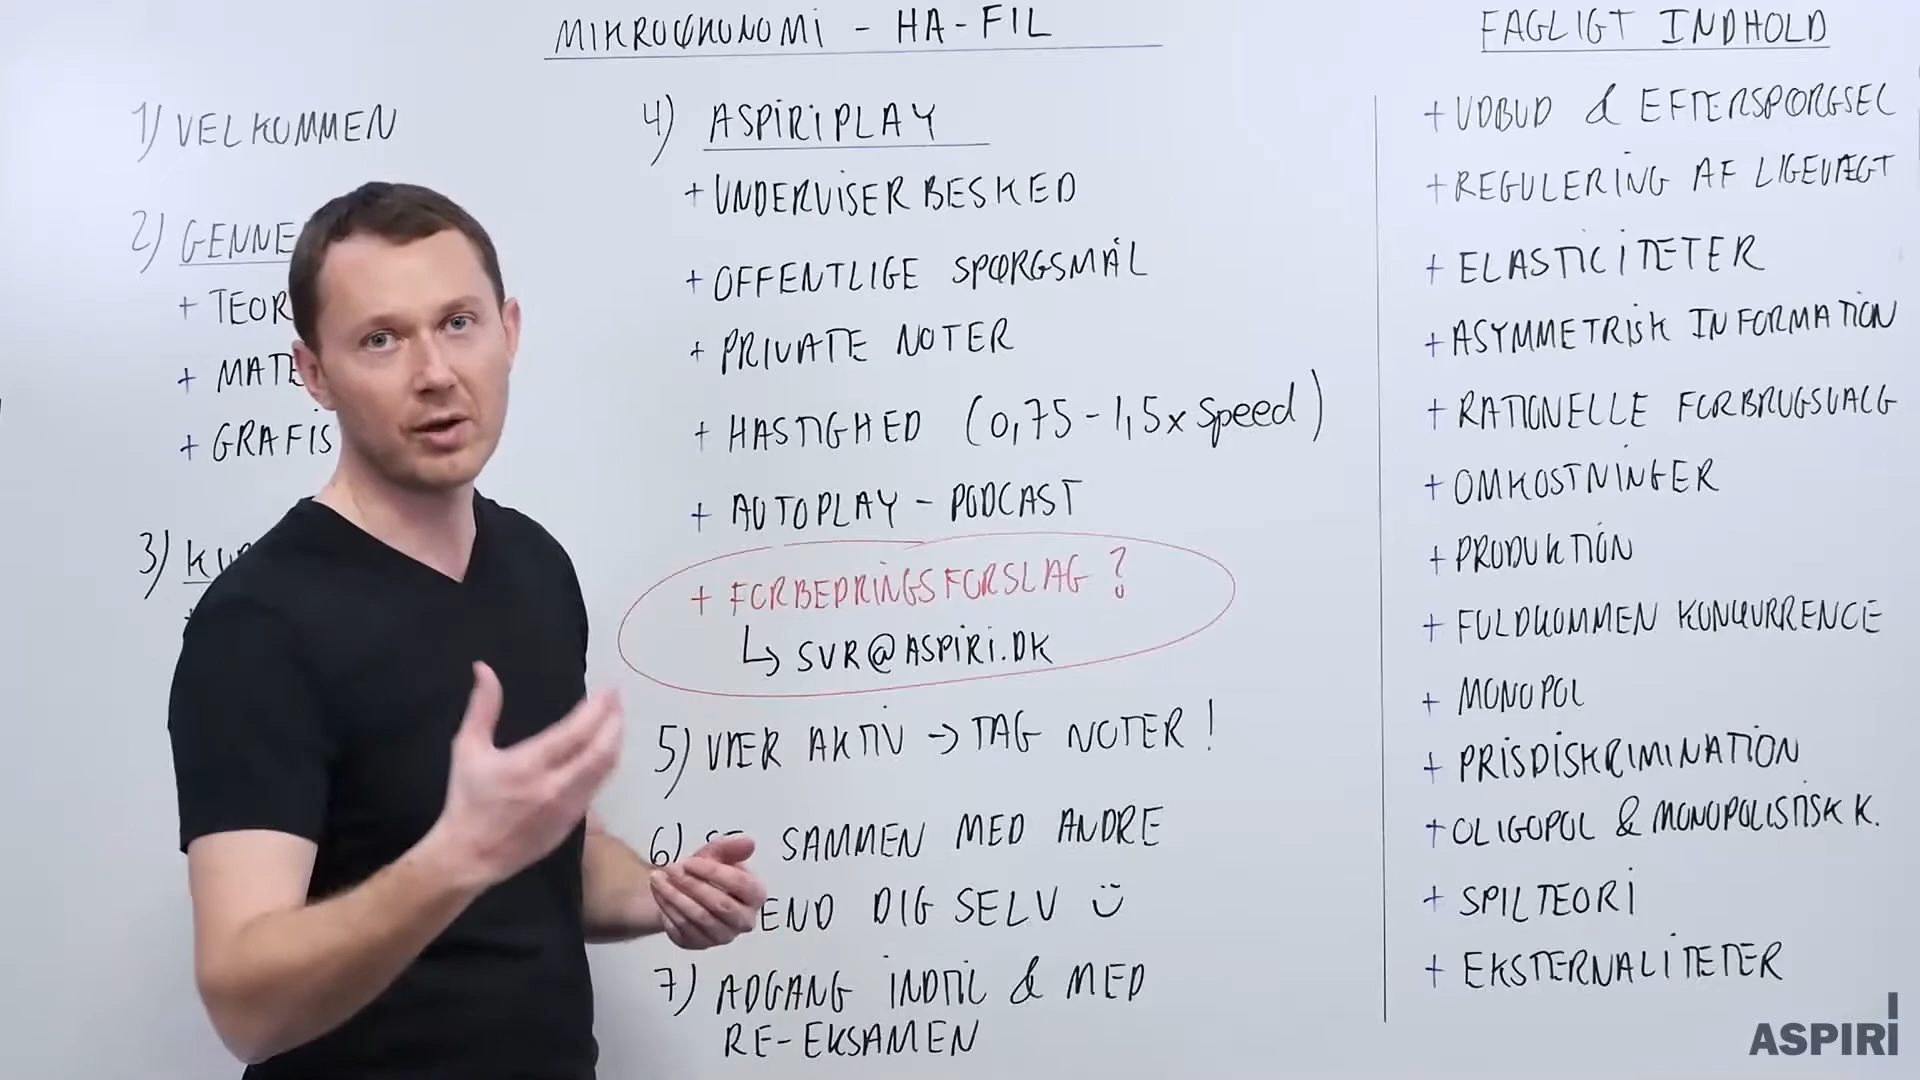 MIKROØKONOMI - HA-FIL
1) VELKOMMEN
2) GENNE
+ TEOR
+ MATE
+ GRAFIS
3) KU
4) ASPIRIPLAY
+ UNDERVISERBESKED
+ OFFENTLIGE SPØRGSMÅL
+ PRIVATE NOTER
+ HASTIGHED (0,75-1,5x Speed)
+ AUTOPLAY - PODCAST
+ FORBEDRINGSFORSLAG?
↳ SVR@ASPIRI.DK
5) VÆR AKTIV → TAG NOTER!
6) SAMMEN MED ANDRE
END DIG SELV ☺
7) ADGANG INDTIL & MED
RE-EKSAMEN
FAGLIGT INDHOLD
+ UDBUD & EFTERSPØRGSEL
+ REGULERING AF LIGEVÆGT
+ ELASTICITETER
+ ASYMMETRISK INFORMATION
+ RATIONELLE FORBRUGSVALG
+ OMKOSTNINGER
+ PRODUKTION
+ FULDKOMMEN KONKURRENCE
+ MONOPOL
+ PRISDISKRIMINATION
+ OLIGOPOL & MONOPOLISTISK K.
+ SPILTEORI
+ EKSTERNALITETER
ASPIRI